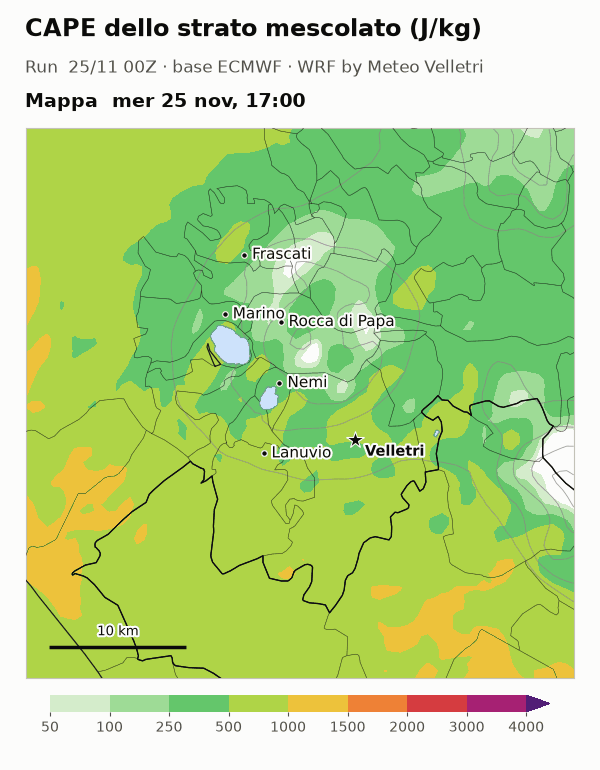 CAPE dello strato mescolato (J/kg)
Run  25/11 00Z · base ECMWF · WRF by Meteo Velletri
Mappa  mer 25 nov, 17:00
Frascati
Marino
Rocca di Papa
Nemi
Velletri
Lanuvio
10 km
50 100 250 500 1000 1500 2000 3000 4000